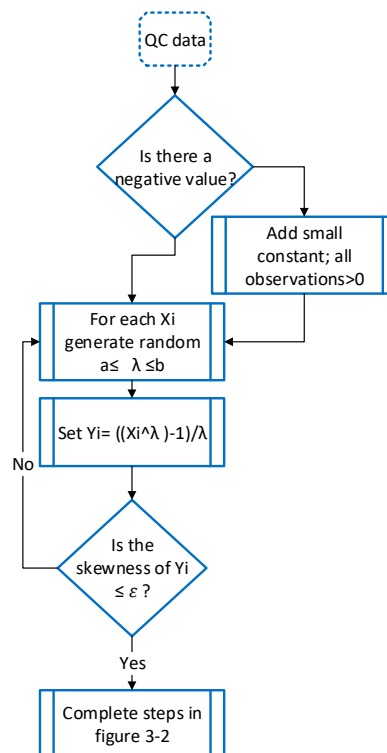 QC data
Is there a
negative value?
Add small
constant; all
observations>0
For each Xi
generate random
a≤ λ ≤b
Set Yi= ((Xi^λ )-1)/λ
No
Is the
skewness of Yi
≤ ε ?
Yes
Complete steps in
figure 3-2